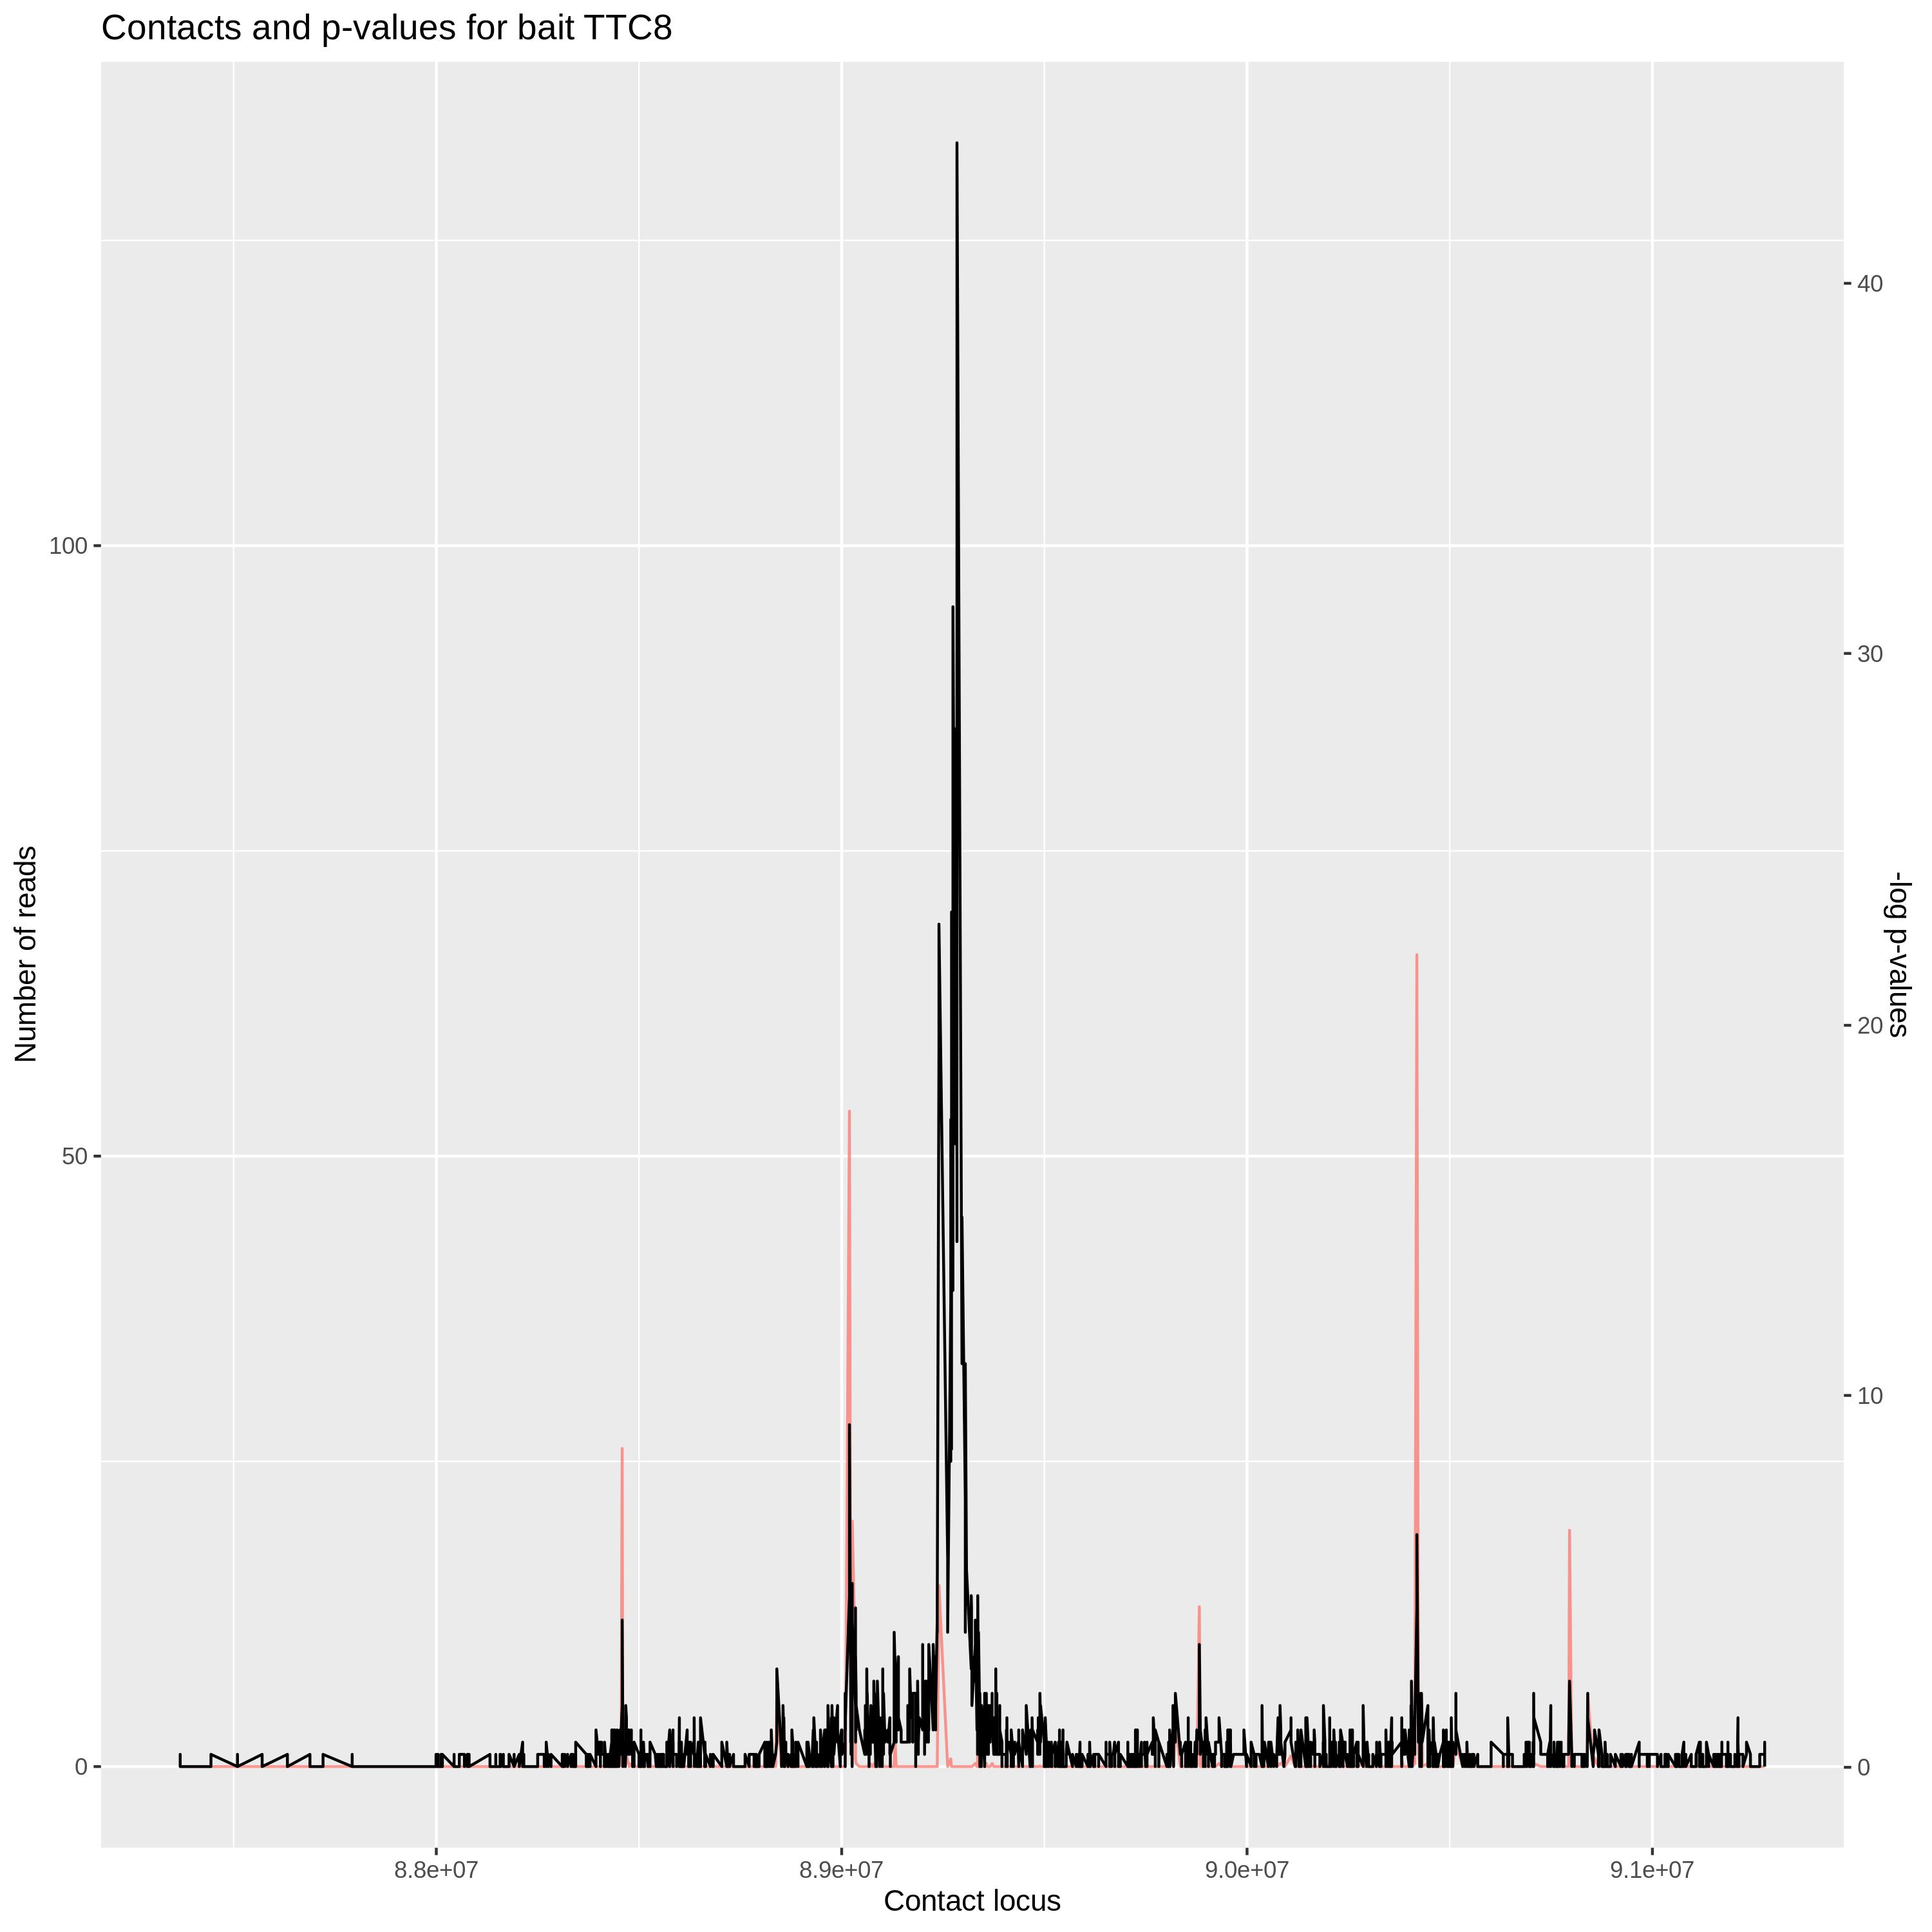 Contacts and p-values for bait TTC8
Number of reads
100
50
0
40
30
20
10
0
-log p-values
8.8e+07 8.9e+07 9.0e+07 9.1e+07
Contact locus